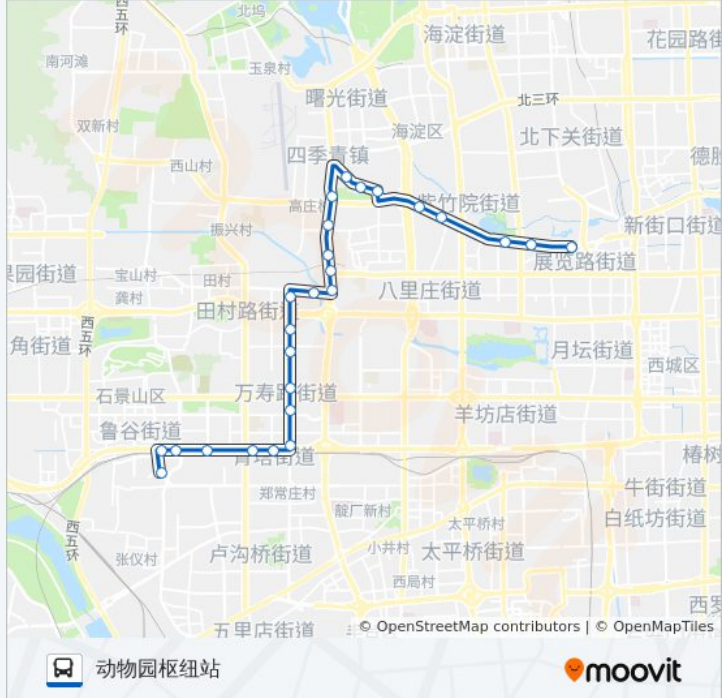 西五环
北坞
海淀街道
花园路街
南河滩
玉泉村
曙光街道
北三环
双新村
海淀区
北下关街道
西山村
四季青镇
德胜
高庄村
紫竹院街道
振兴村
新街口街道
展览路街道
果园街道
宝山村
田村
龚村
八里庄街道
田村路街道
西五环
角街道
月坛街道
西城区
石景山区
万寿路街道
羊坊店街道
鲁谷街道
青塔街道
椿树
郑常庄村
牛街街道
靛厂新村
白纸坊街道
西五环
太平桥村
张仪村
卢沟桥街道
小井村
太平桥街道
西局村
西罗
五里店街道
© OpenStreetMap contributors | © OpenMapTiles
动物园枢纽站
moovit